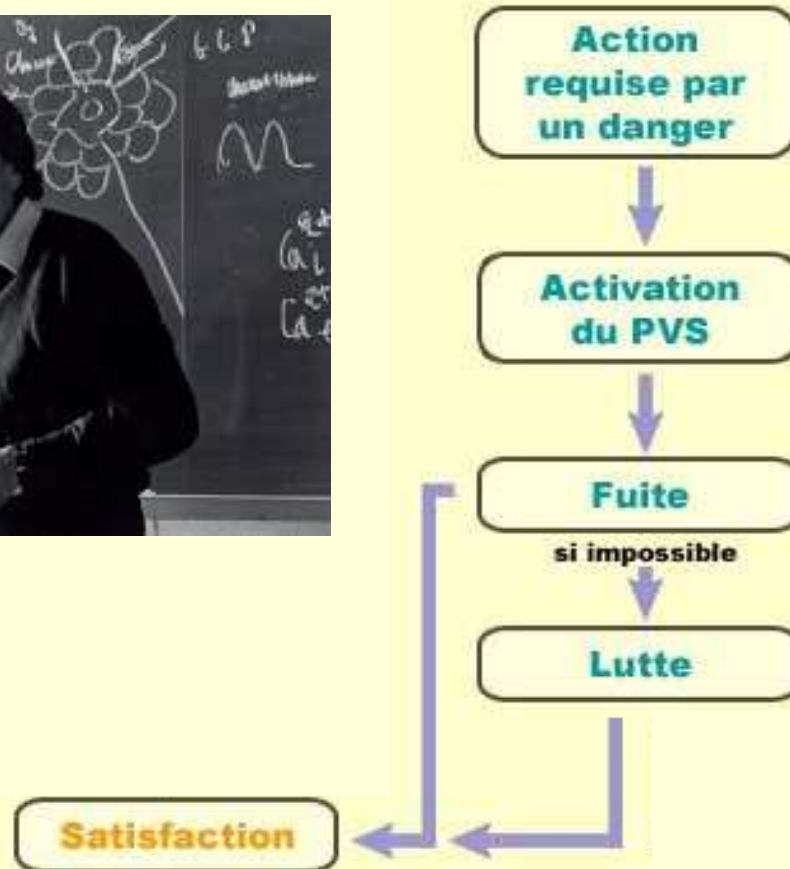 Action
requise par
un danger
Activation
du PVS
Fuite
si impossible
Lutte
Satisfaction